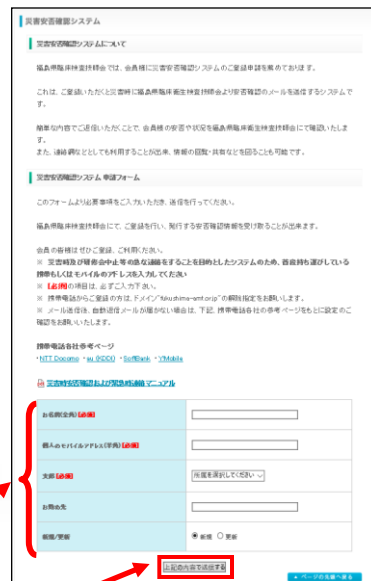 災害安否確認システム
災害安否確認システムについて
福島県臨床検査技師会では、会員様に災害安否確認システムのご登録申請を薦めております。
これは、ご登録いただくと災害時に福島県臨床衛生検査技師会より安否確認のメールを送信するシステムで
す。
簡単な内容でご返信いただくことで、会員様の安否や状況を福島県臨床衛生検査技師会にて確認いたしま
す。
また、連絡網などとしても利用することが出来、情報の回覧・共有などを図ることも可能です。
災害安否確認システム 申請フォーム
このフォームより必要事項をご入力いただき、送信を行ってください。
福島県臨床検査技師会にて、ご登録を行い、発行する安否確認情報を受け取ることが出来ます。
会員の皆様はぜひご登録、ご利用ください。
※ 災害時及び研修会中止等の急な連絡をすることを目的としたシステムのため、普段持ち運びしている
携帯もしくはモバイルのアドレスを入力してください
※ [必須]の項目は、必ずご入力下さい。
※ 携帯電話からご登録の方は、ドメイン"fukushima-amt.or.jp"の解除指定をお願いします。
※ メール送信後、自動返信メールが届かない場合は、下記、携帯電話各社の参考ページをもとに設定のご
確認をお願いいたします。
携帯電話各社参考ページ
・NTT Docomo ・au (KDDI) ・SoftBank ・Y!Mobile
災害時安否確認および緊急時連絡マニュアル
お名前(全角)[必須]
個人のモバイルアドレス(半角)[必須]
支部[必須] 所属を選択してください
お勤め先
新規/更新 新規 更新
上記の内容で送信する
ページの先頭へ戻る